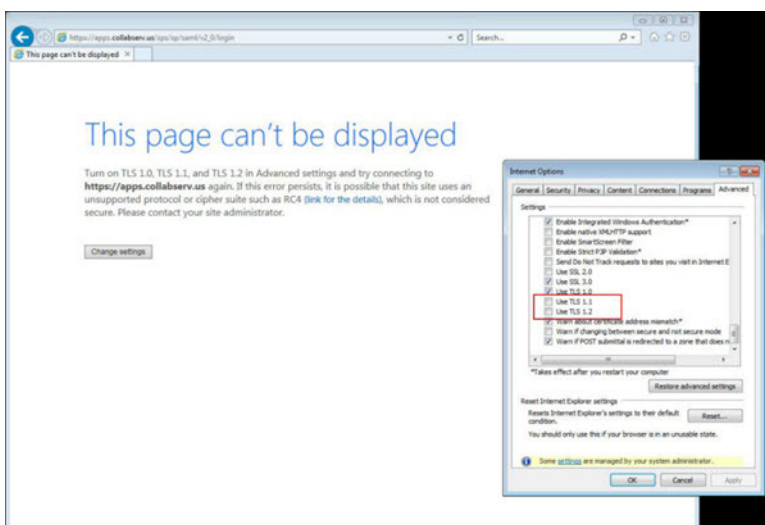 https://apps.collabserv.us/sps/sp/saml/v2_0/login
Search...
This page can't be displayed
This page can't be displayed
Turn on TLS 1.0, TLS 1.1, and TLS 1.2 in Advanced settings and try connecting to
https://apps.collabserv.us again. If this error persists, it is possible that this site uses an
unsupported protocol or cipher suite such as RC4 (link for the details), which is not considered
secure. Please contact your site administrator.
Change settings
Internet Options
General Security Privacy Content Connections Programs Advanced
Settings
Enable Integrated Windows Authentication*
Enable native XMLHTTP support
Enable SmartScreen Filter
Enable Strict P3P Validation*
Send Do Not Track requests to sites you visit in Internet E
Use SSL 2.0
Use SSL 3.0
Use TLS 1.0
Use TLS 1.1
Use TLS 1.2
Warn about certificate address mismatch*
Warn if changing between secure and not secure mode
Warn if POST submittal is redirected to a zone that does n
*Takes effect after you restart your computer
Restore advanced settings
Reset Internet Explorer settings
Resets Internet Explorer's settings to their default
condition.
Reset...
You should only use this if your browser is in an unusable state.
Some settings are managed by your system administrator.
OK Cancel Apply